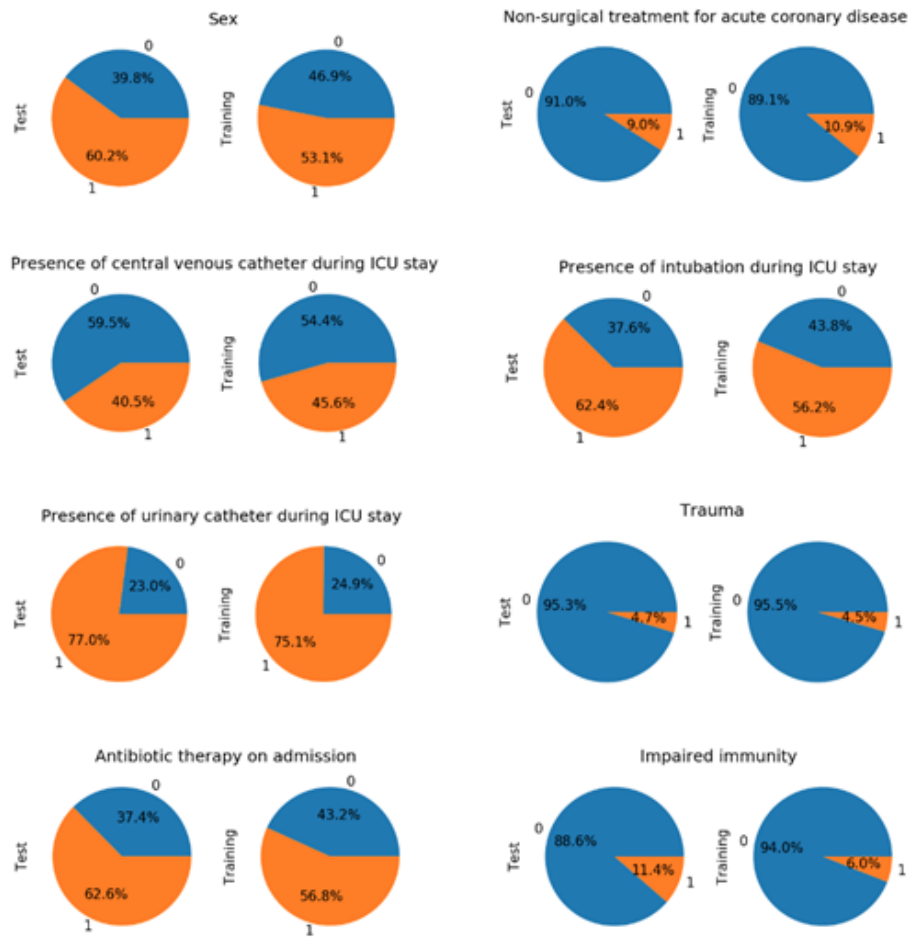 Sex
Test
0
39.8%
60.2%
1
Training
0
46.9%
53.1%
1
Non-surgical treatment for acute coronary disease
Test
0
91.0%
9.0%
1
Training
0
89.1%
10.9%
1
Presence of central venous catheter during ICU stay
Test
0
59.5%
40.5%
1
Training
0
54.4%
45.6%
1
Presence of intubation during ICU stay
Test
0
37.6%
62.4%
1
Training
0
43.8%
56.2%
1
Presence of urinary catheter during ICU stay
Test
0
23.0%
77.0%
1
Training
0
24.9%
75.1%
1
Trauma
Test
0
95.3%
4.7%
1
Training
0
95.5%
4.5%
1
Antibiotic therapy on admission
Test
0
37.4%
62.6%
1
Training
0
43.2%
56.8%
1
Impaired immunity
Test
0
88.6%
11.4%
1
Training
0
94.0%
6.0%
1